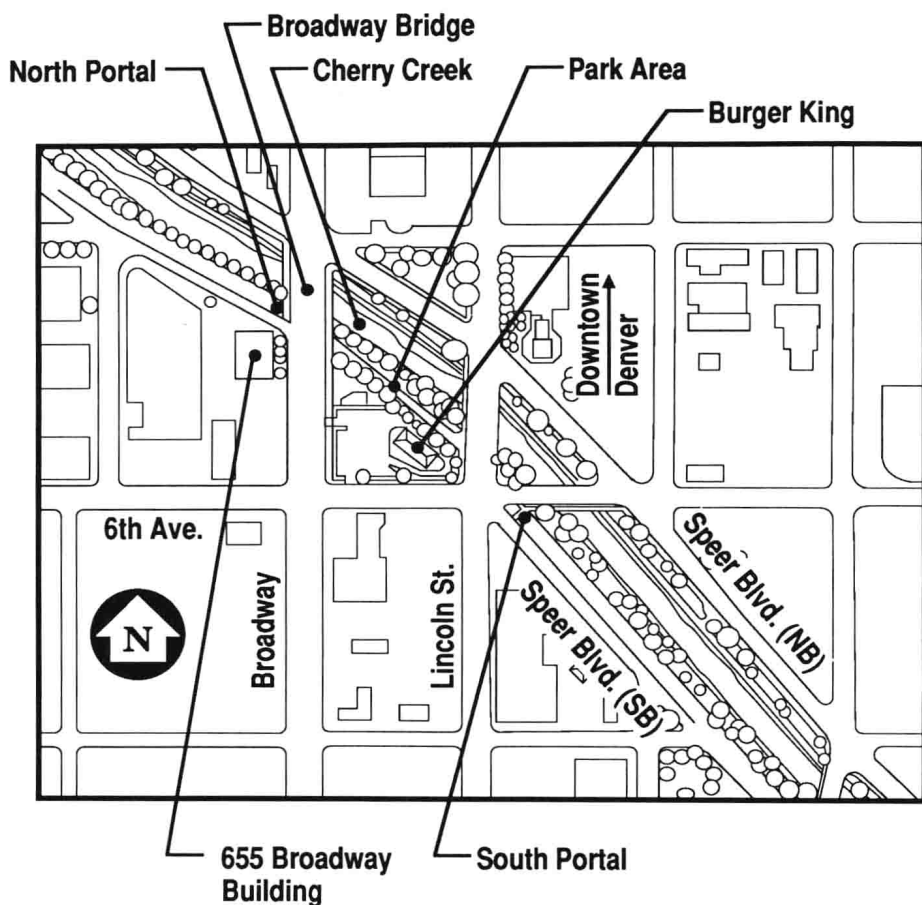 Broadway Bridge
North Portal
Cherry Creek
Park Area
Burger King
Downtown
Denver
6th Ave.
Broadway
Lincoln St.
Speer Blvd. (NB)
Speer Blvd. (SB)
N
655 Broadway
Building
South Portal